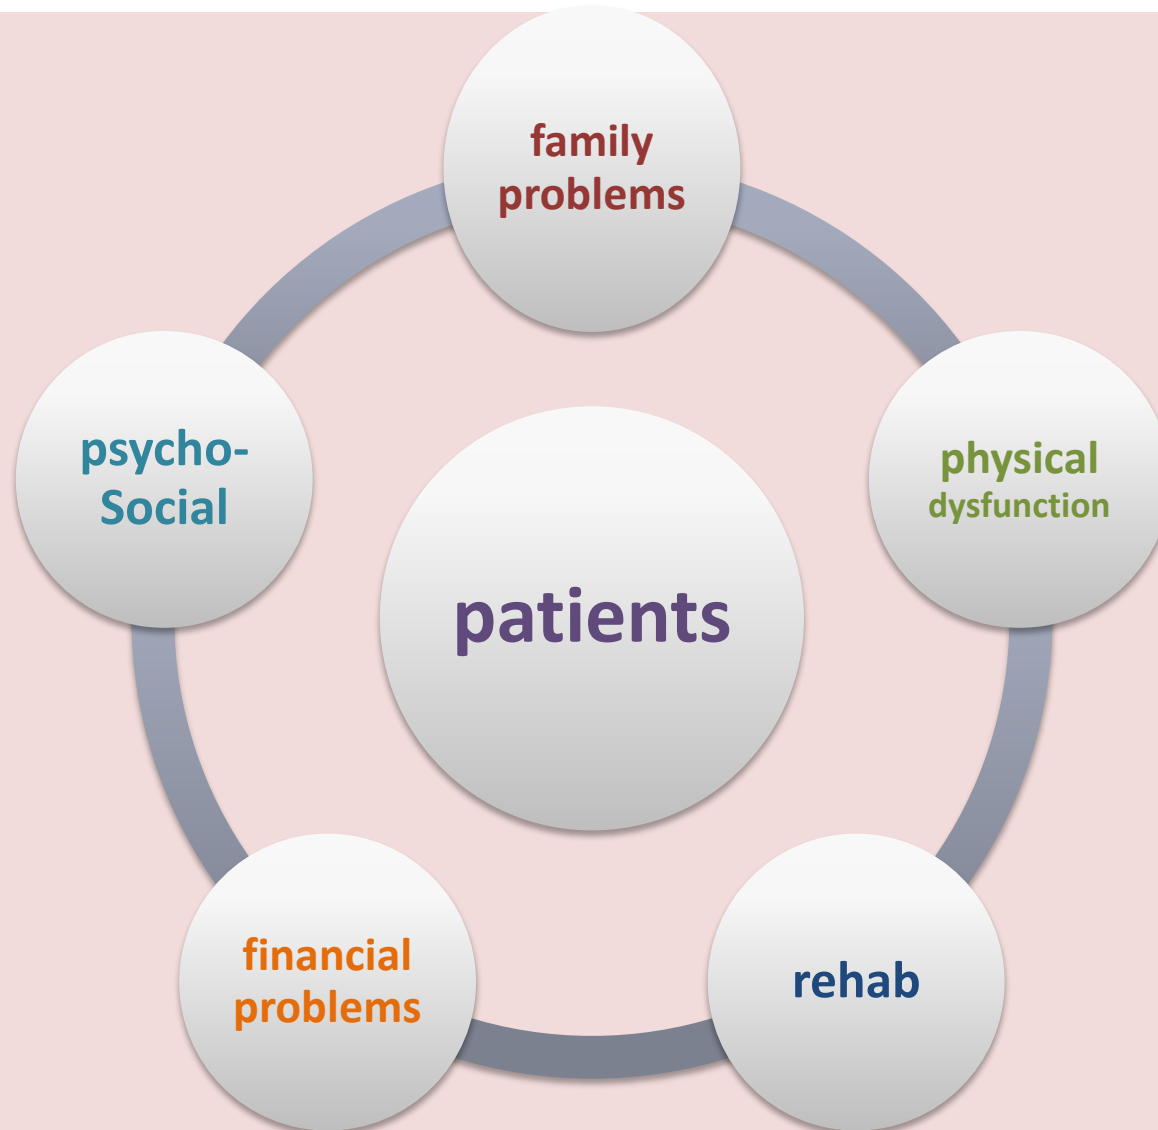 family
problems
physical
dysfunction
rehab
financial
problems
psycho-
Social
patients